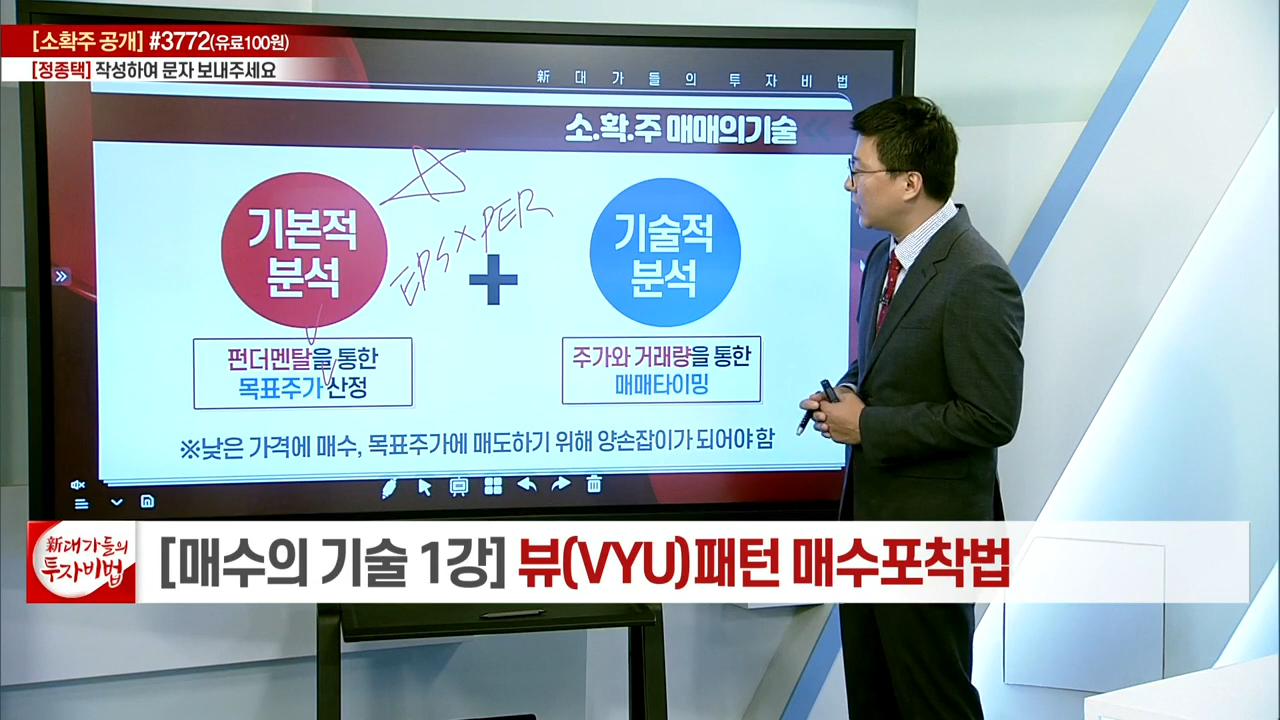 [소확주 공개] #3772(유료100원)
[정종택] 작성하여 문자 보내주세요
新 대 가 들 의 투 자 비 법
소.확.주 매매의기술
기본적
분석
EPS×PER
+
기술적
분석
펀더멘탈을 통한
목표주가 산정
주가와 거래량을 통한
매매타이밍
※낮은 가격에 매수, 목표주가에 매도하기 위해 양손잡이가 되어야 함
新대가들의
투자비법
[매수의 기술 1강] 뷰(VYU)패턴 매수포착법